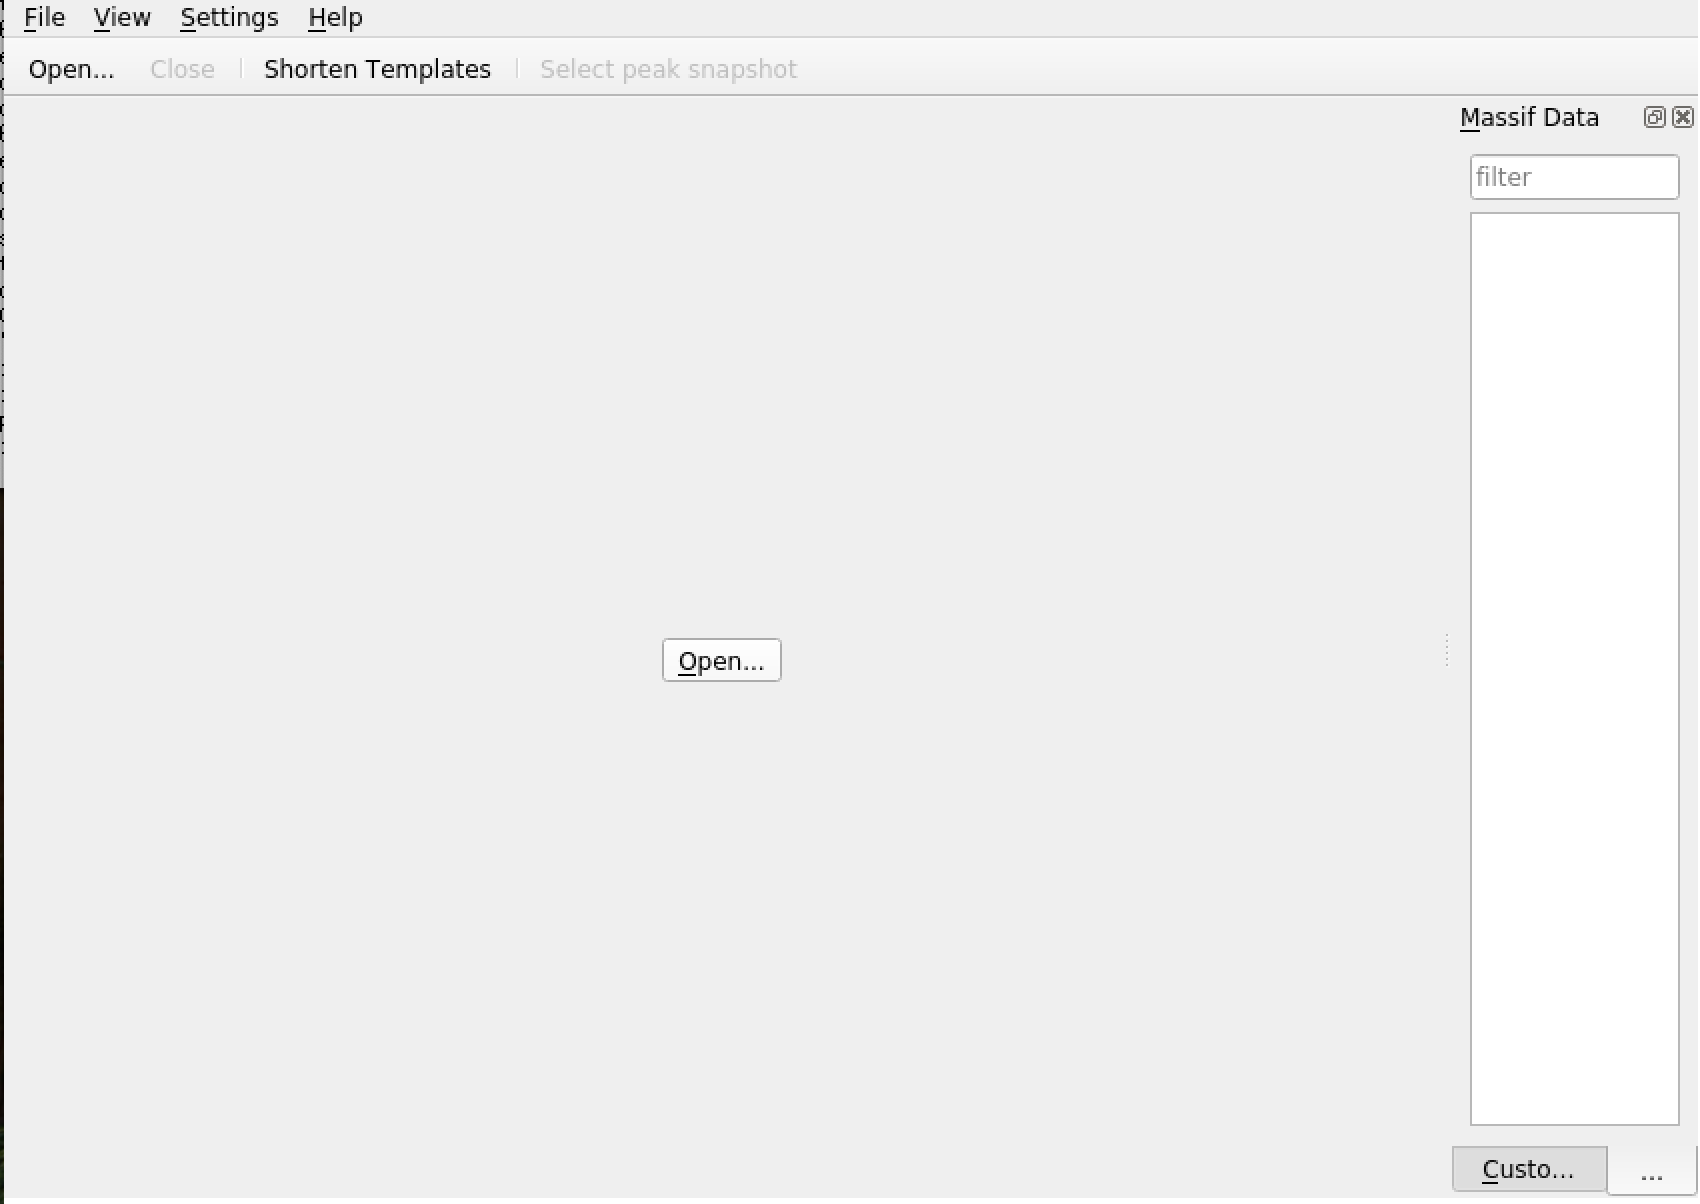 File View Settings Help
Open... Close Shorten Templates Select peak snapshot
Massif Data
filter
Open...
Custo... ...